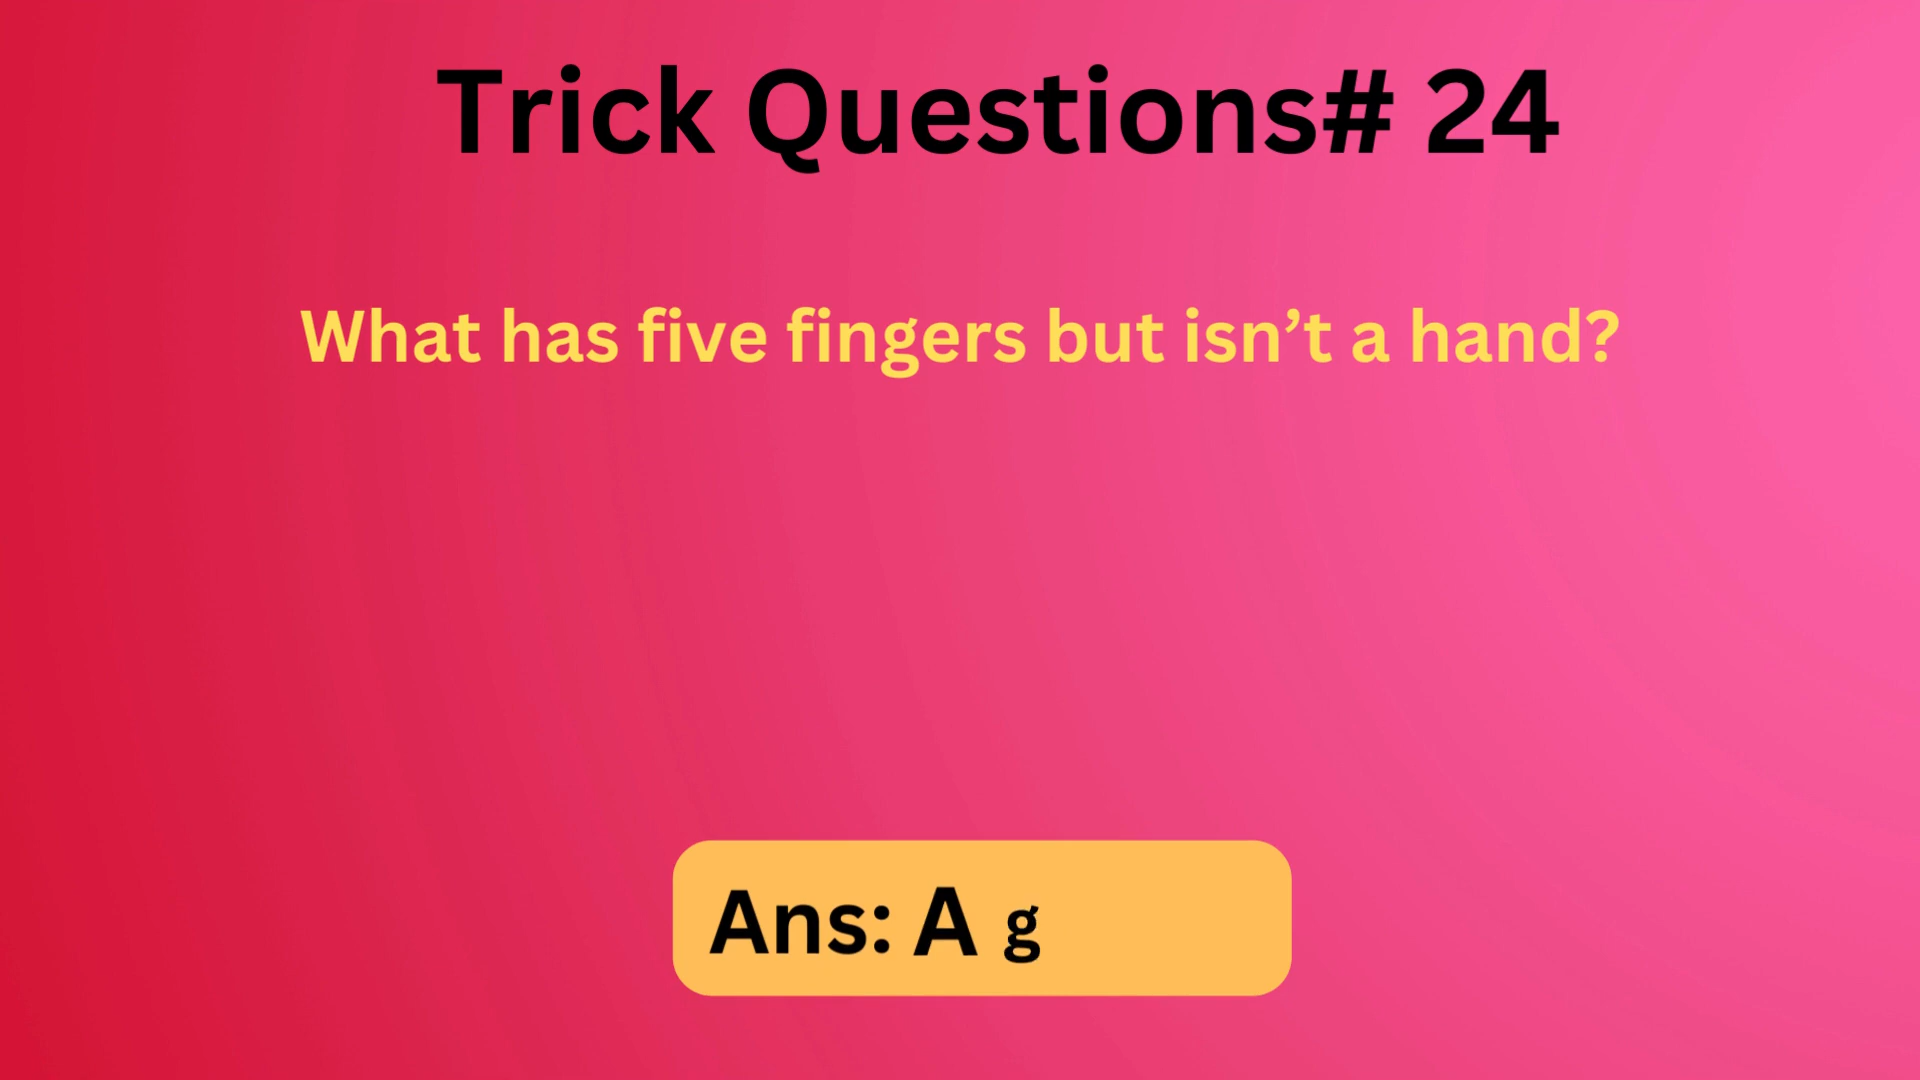 Trick Questions# 24
What has five fingers but isn’t a hand?
Ans: A g